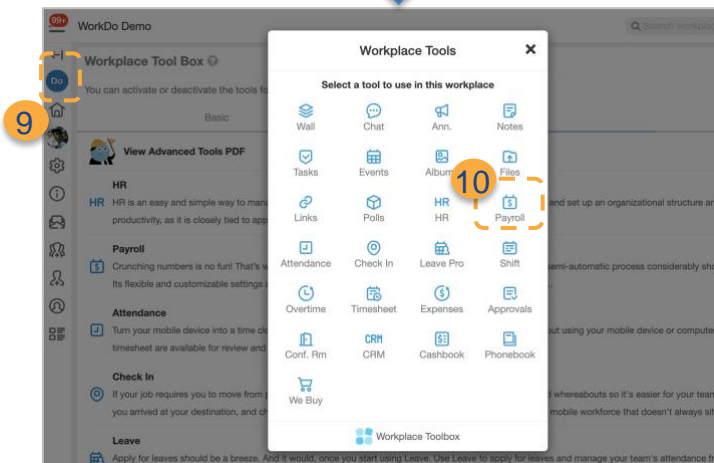 99+
WorkDo Demo
Search workplac
Workplace Tool Box
Do
You can activate or deactivate the tools fo
9
Basic
View Advanced Tools PDF
HR
HR
HR is an easy and simple way to man
and set up an organizational structure ar
productivity, as it is closely tied to app
Payroll
Crunching numbers is no fun! That's w
semi-automatic process considerably sho
Its flexible and customizable settings
Attendance
Turn your mobile device into a time clo
out using your mobile device or computer
timesheet are available for review and
Check In
If your job requires you to move from
whereabouts so it's easier for your team
you arrived at your destination, and ch
mobile workforce that doesn't always sit
Leave
Apply for leaves should be a breeze. And it would, once you start using Leave. Use Leave to apply for leaves and manage your team's attendance fr
Workplace Tools
Select a tool to use in this workplace
Wall Chat Ann. Notes
Tasks Events Album Files
10
HR
Links Polls HR Payroll
Attendance Check In Leave Pro Shift
Overtime Timesheet Expenses Approvals
CRM
Conf. Rm CRM Cashbook Phonebook
We Buy
Workplace Toolbox